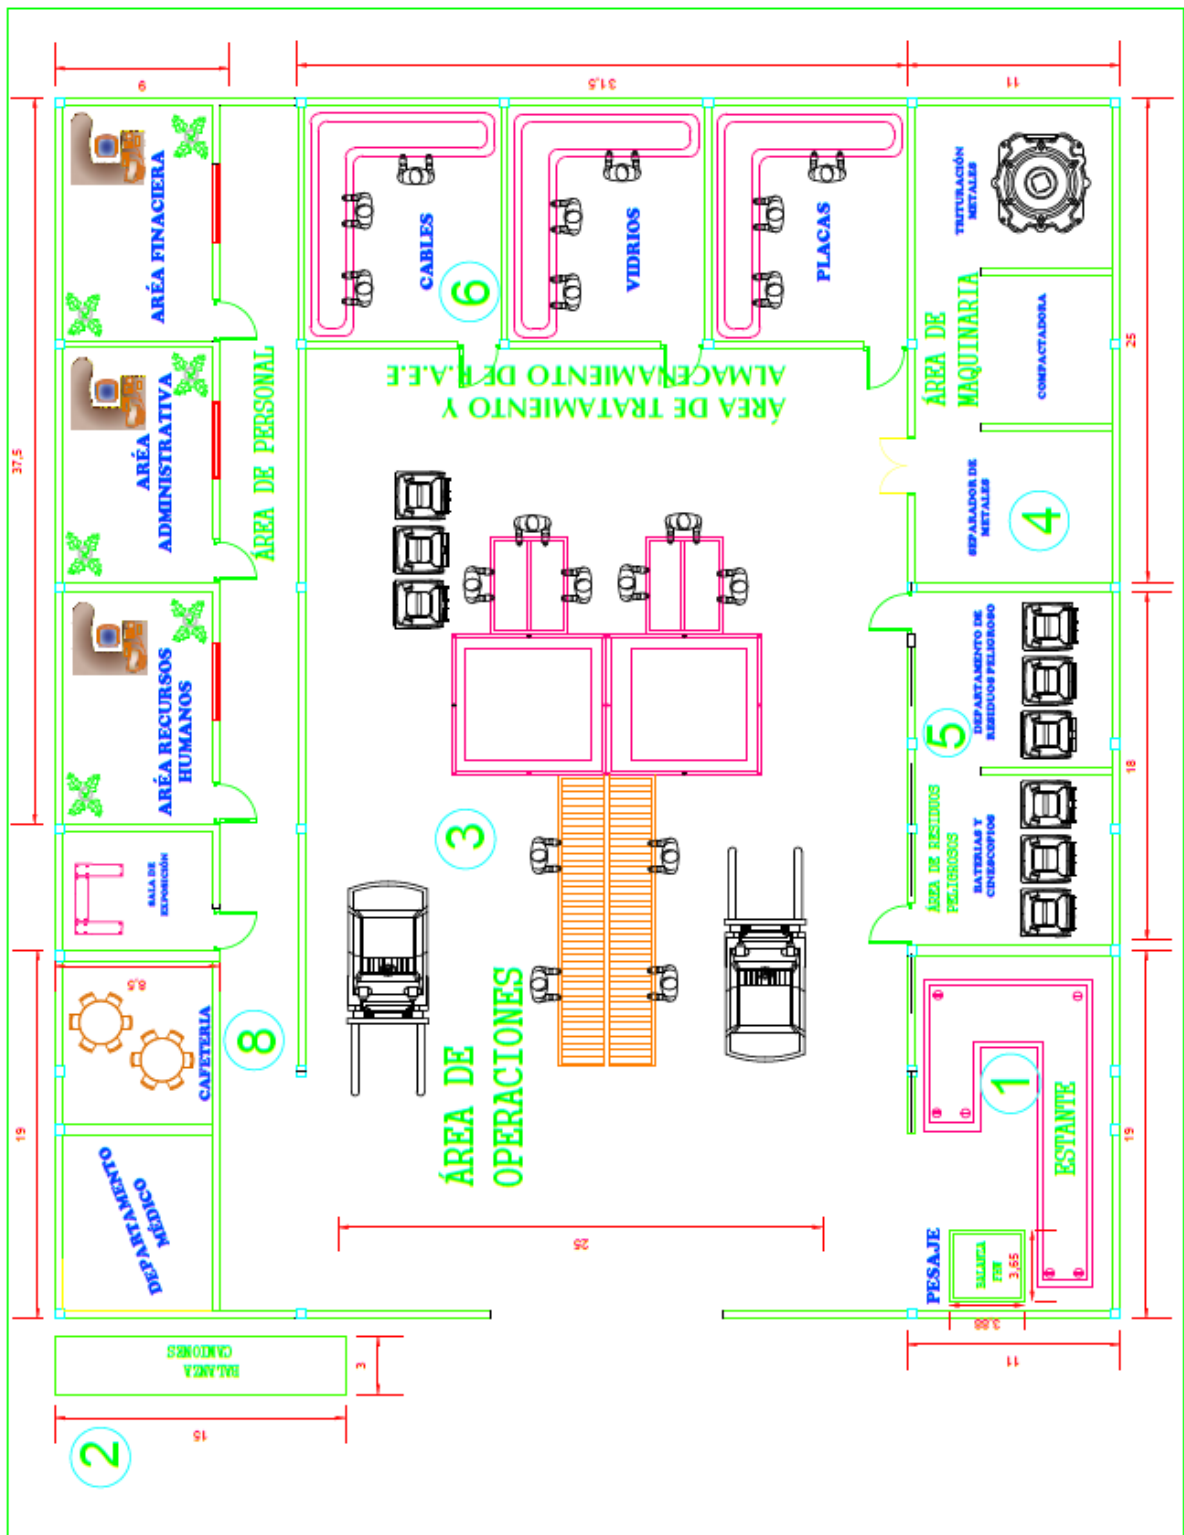 9
31,5
11
37,5
ARÉA FINACIERA
ARÉA
ADMINISTRATIVA
ÁREA DE PERSONAL
ARÉA RECURSOS
HUMANOS
SALA DE
EXPOSICIÓN
8,5
CAFETERIA
8
19
DEPARTAMENTO
MÉDICO
CABLES
6
VIDRIOS
PLACAS
ÁREA DE TRATAMIENTO Y
ALMACENAMIENTO DE R.A.E.E
TRITURACIÓN
METALES
ÁREA DE
MAQUINARIA
COMPACTADORA
25
SEPARADOR DE
METALES
4
DEPARTAMENTO DE
RESIDUOS PELIGROSO
5
18
ÁREA DE RESIDUOS
PELIGROSOS
BATERIAS Y
CINESCOPIOS
3
ÁREA DE
OPERACIONES
25
1
ESTANTE
19
PESAJE
BALANZA
3,65
3,88
11
BALANZA
CAMIONES
3
15
2